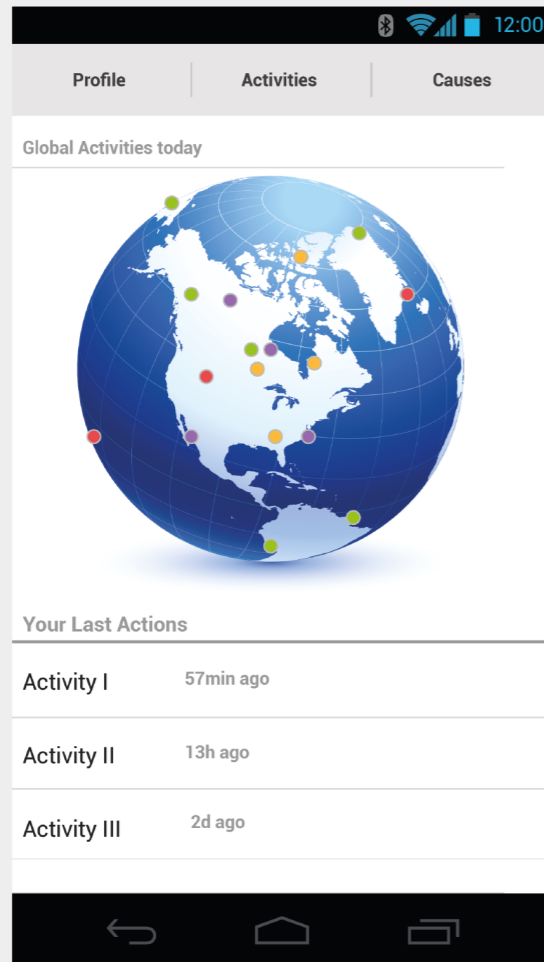 12:00
Profile Activities Causes
Global Activities today
Your Last Actions
Activity I 57min ago
Activity II 13h ago
Activity III 2d ago